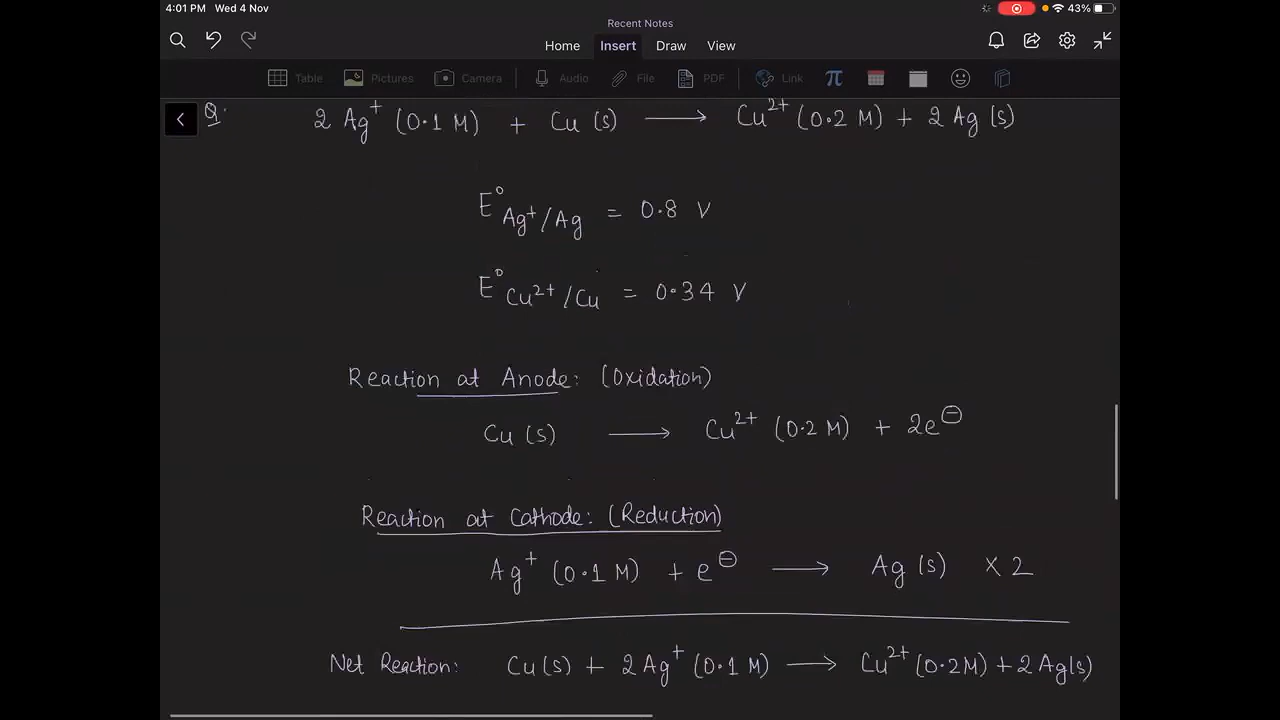 4:01 PM Wed 4 Nov
43%
Recent Notes
Home Insert Draw View
Table Pictures Camera Audio File PDF Link π
Q: 2 Ag⁺ (0.1 M) + Cu (s) ⟶ Cu²⁺ (0.2 M) + 2 Ag (s)
E° Ag⁺/Ag = 0.8 V
E° Cu²⁺/Cu = 0.34 V
Reaction at Anode: (Oxidation)
Cu (s) ⟶ Cu²⁺ (0.2 M) + 2e⊖
Reaction at Cathode: (Reduction)
Ag⁺ (0.1 M) + e⊖ ⟶ Ag (s) × 2
Net Reaction: Cu (s) + 2 Ag⁺ (0.1 M) ⟶ Cu²⁺ (0.2M) + 2 Ag(s)